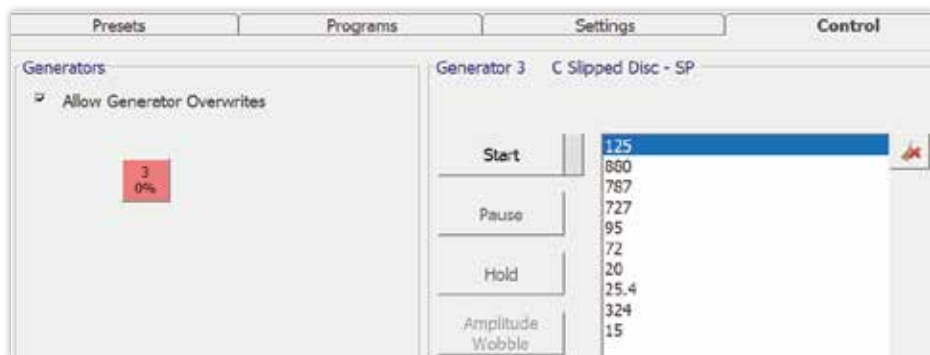 Presets Programs Settings Control
Generators
Allow Generator Overwrites
3
0%
Generator 3 C Slipped Disc - SP
Start
Pause
Hold
Amplitude
Wobble
125
880
787
727
95
72
20
25.4
324
15